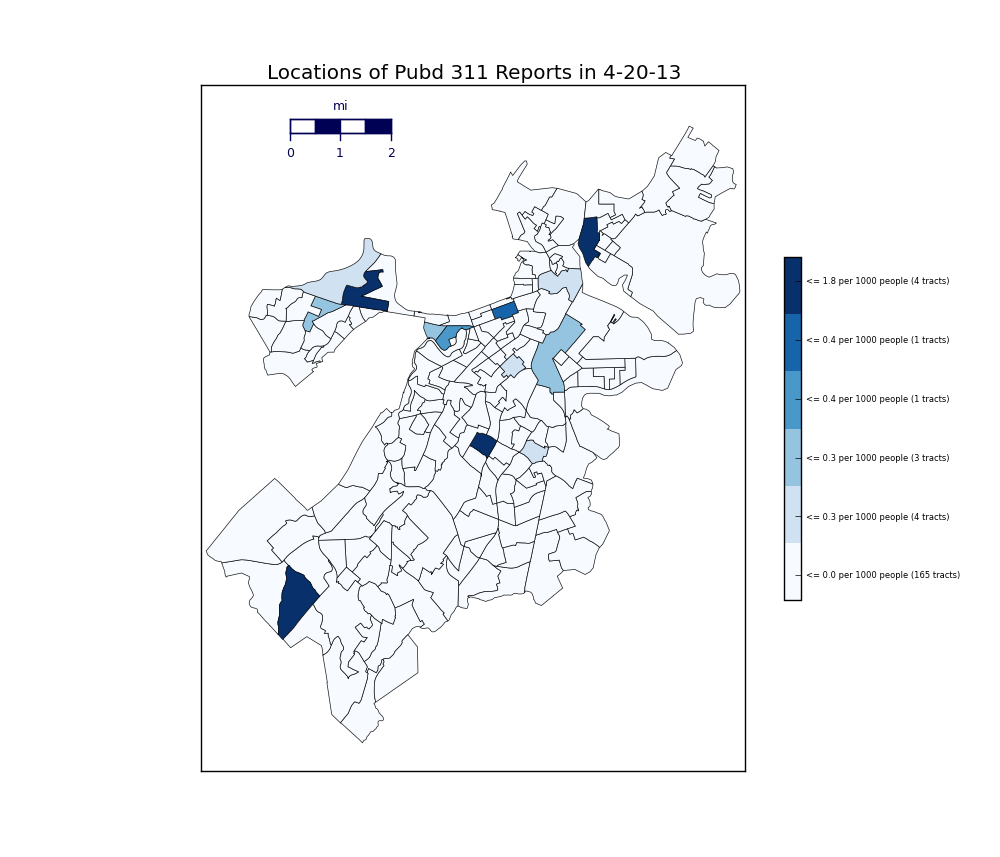 Locations of Pubd 311 Reports in 4-20-13
mi
0 1 2
<= 1.8 per 1000 people (4 tracts)
<= 0.4 per 1000 people (1 tracts)
<= 0.4 per 1000 people (1 tracts)
<= 0.3 per 1000 people (3 tracts)
<= 0.3 per 1000 people (4 tracts)
<= 0.0 per 1000 people (165 tracts)